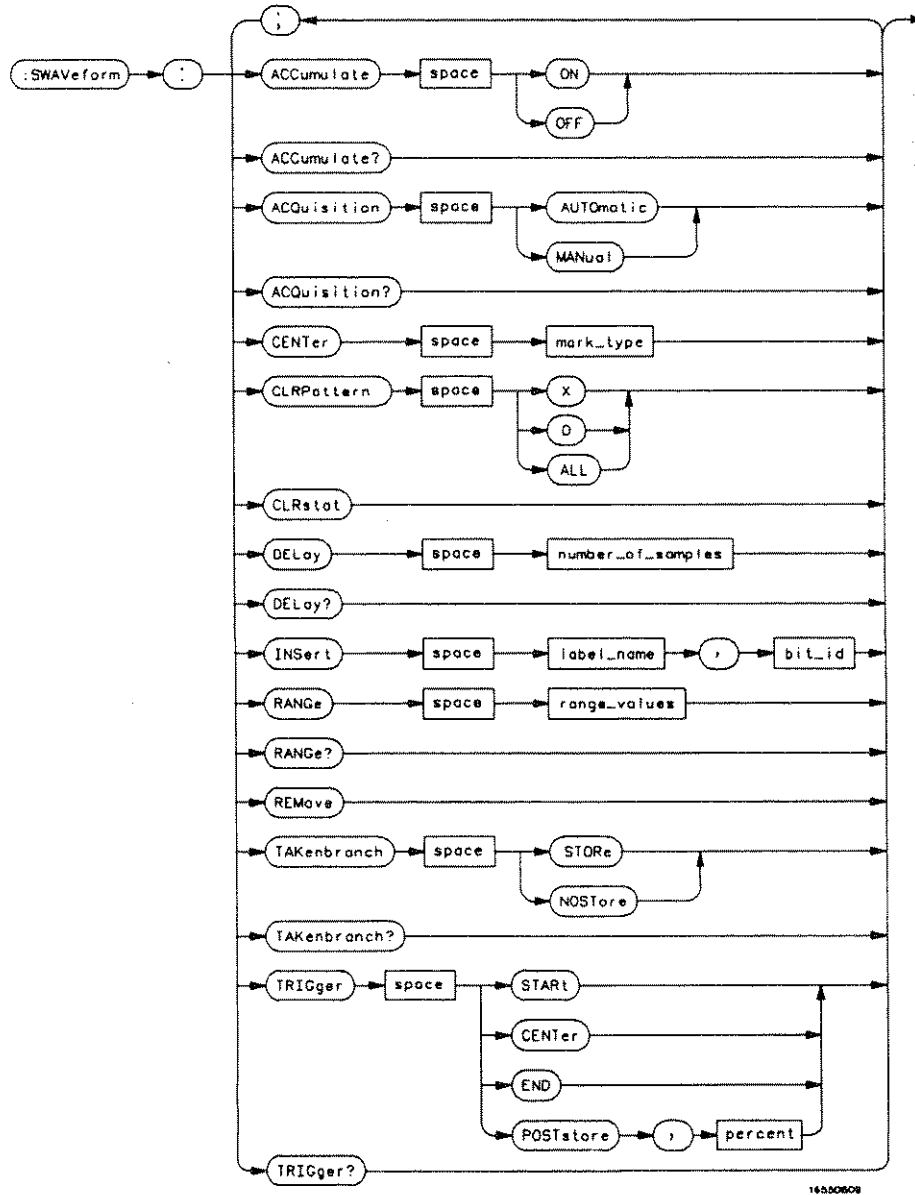 ;
:SWAVeform : ACCumulate space ON
OFF
ACCumulate?
ACQuisition space AUTOmatic
MANual
ACQuisition?
CENTer space mark_type
CLRPattern space X
O
ALL
CLRstat
DELay space number_of_samples
DELay?
INSert space label_name , bit_id
RANGe space range_values
RANGe?
REMove
TAKenbranch space STORe
NOSTore
TAKenbranch?
TRIGger space STARt
CENTer
END
POSTstore , percent
TRIGger?
16550S09